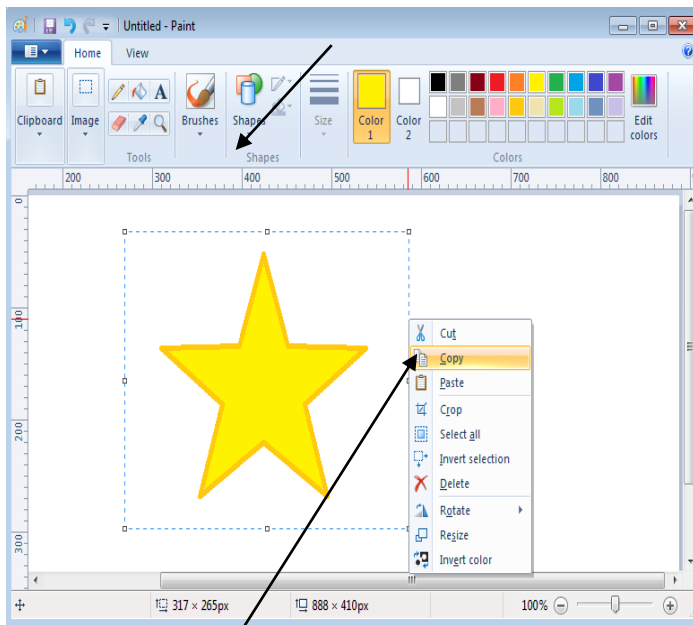 Untitled - Paint
Home View
Clipboard Image Tools Brushes Shapes Shapes Size Color 1 Color 2 Colors Edit colors
A
200 300 400 500 600 700 800
0
100
200
300
Cut
Copy
Paste
Crop
Select all
Invert selection
Delete
Rotate
Resize
Invert color
317 × 265px 888 × 410px 100%